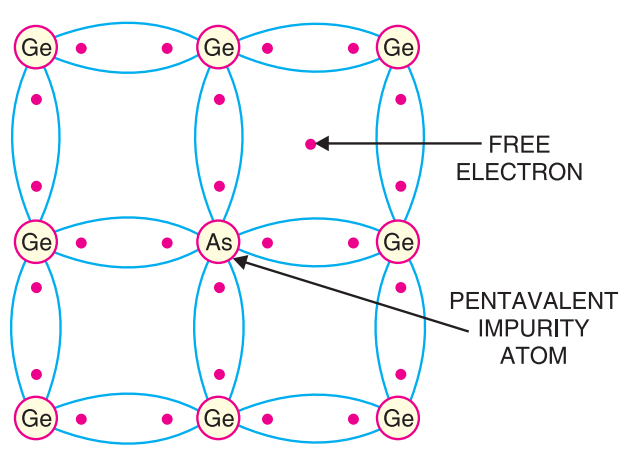 Ge Ge Ge
FREE
ELECTRON
Ge As Ge
PENTAVALENT
IMPURITY
ATOM
Ge Ge Ge